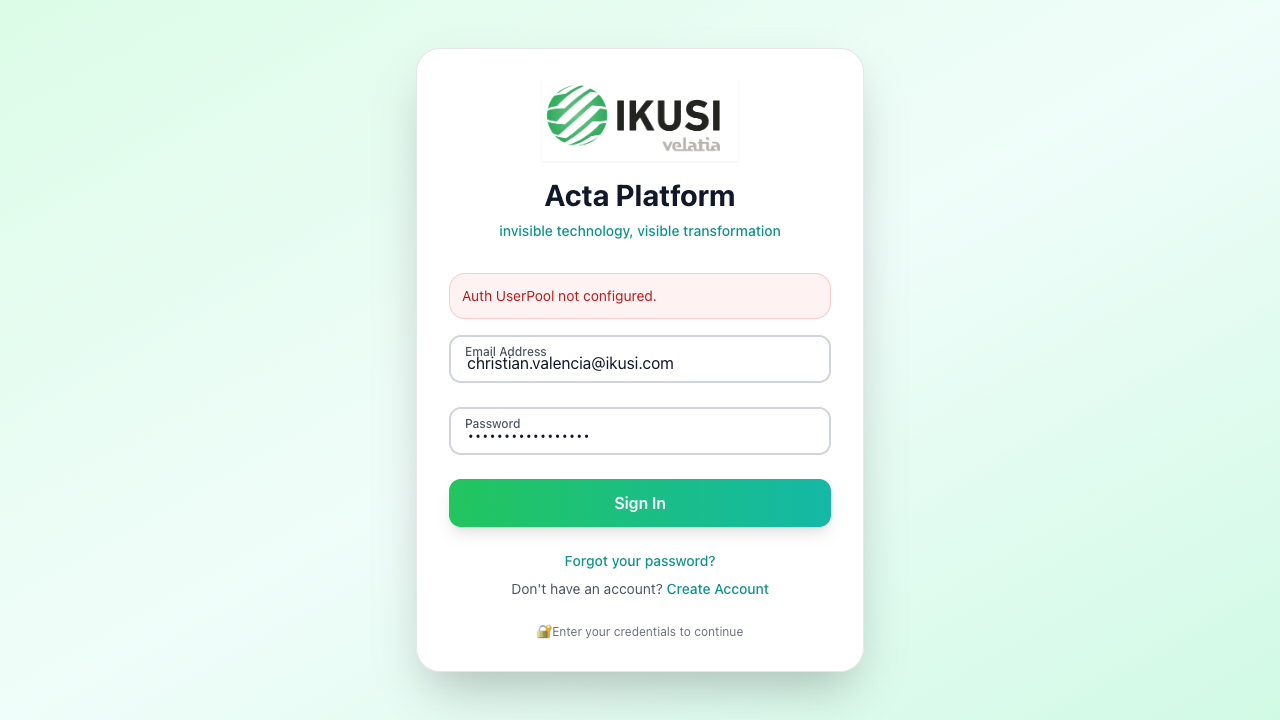 IKUSI
velatia
Acta Platform
invisible technology, visible transformation
Auth UserPool not configured.
Email Address
christian.valencia@ikusi.com
Password
•••••••••••••••••
Sign In
Forgot your password?
Don't have an account? Create Account
🔐Enter your credentials to continue